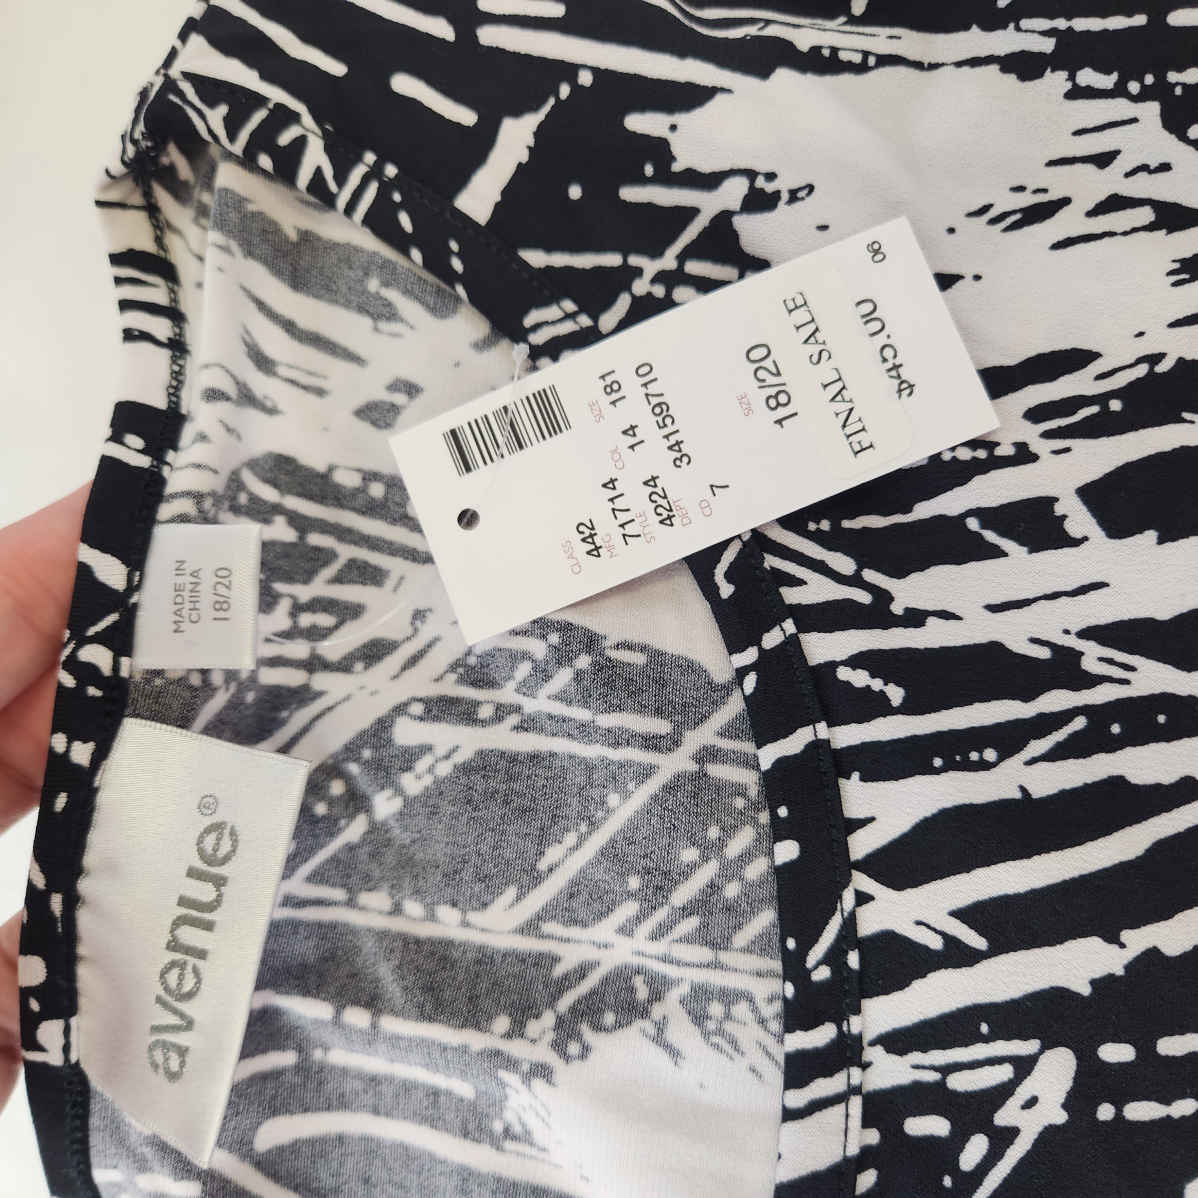 06
CLASS
442
MFG
71714
COL
14
SIZE
181
STYLE
4224
DEPT
34159710
CD
7
SIZE
18/20
FINAL SALE
MADE IN
CHINA
18/20
avenue®